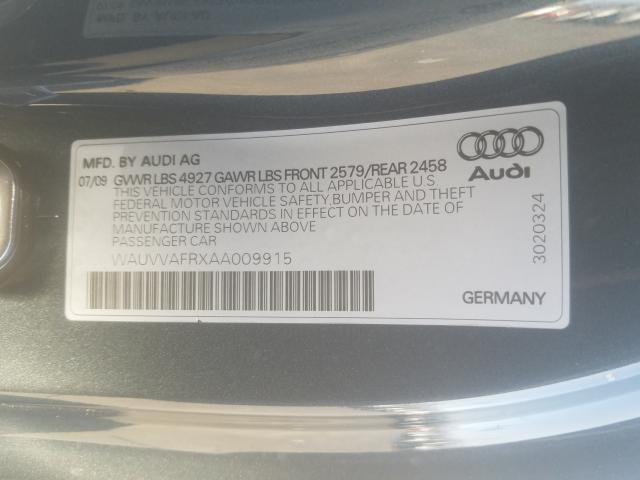 MFD. BY AUDI AG
07/09 GVWR LBS 4927 GAWR LBS FRONT 2579/REAR 2458
THIS VEHICLE CONFORMS TO ALL APPLICABLE U.S.
FEDERAL MOTOR VEHICLE SAFETY,BUMPER AND THEFT
PREVENTION STANDARDS IN EFFECT ON THE DATE OF
MANUFACTURE SHOWN ABOVE
PASSENGER CAR
WAUVVAFRXAA009915
Audi
3020324
GERMANY